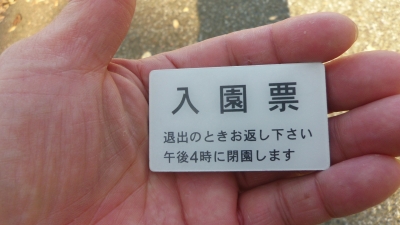 入園票
退出のときお返し下さい
午後4時に閉園します